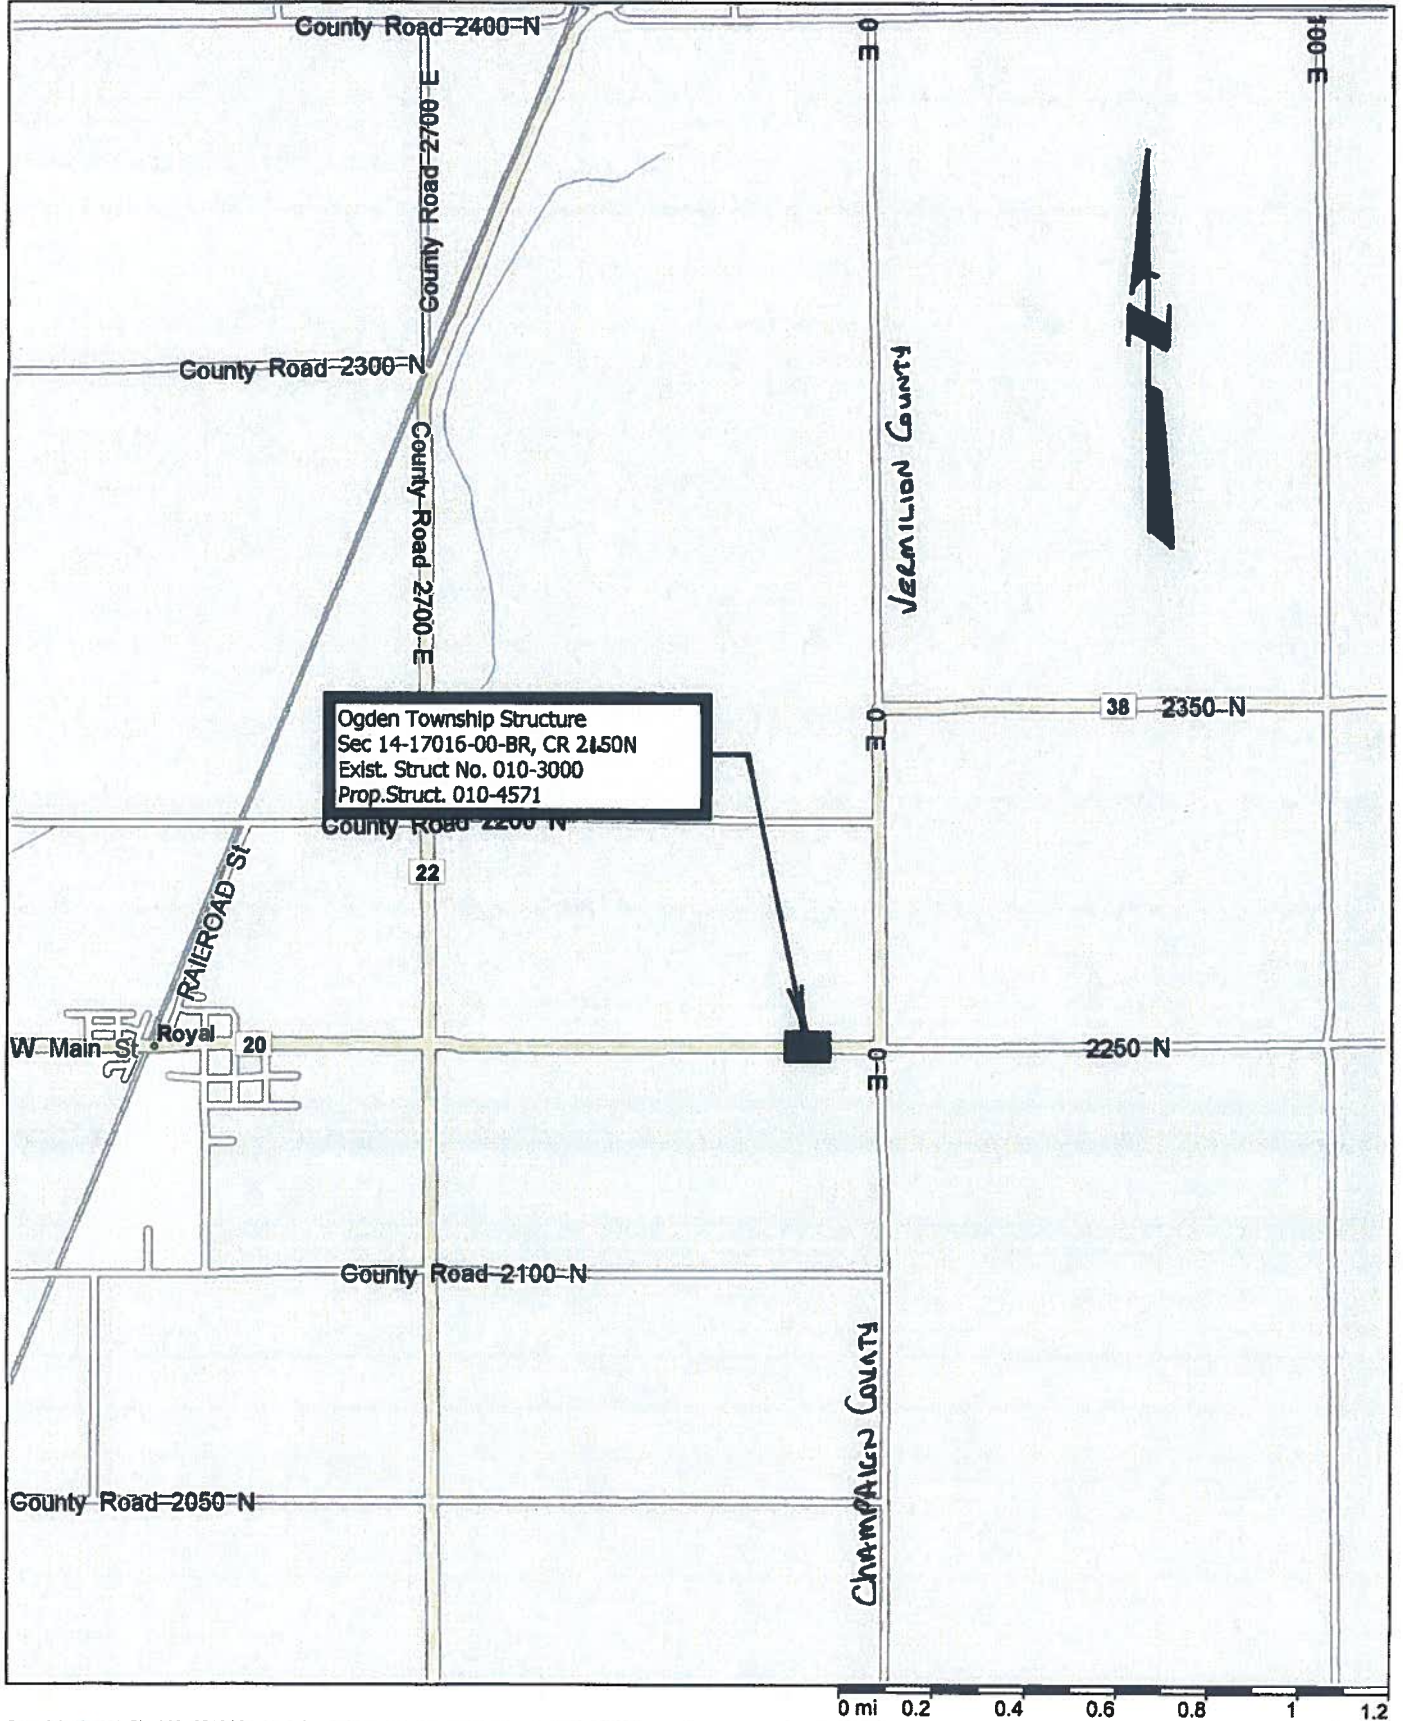 County Road 2400 N
0 E
100 E
County Road 2700 E
County Road 2300 N
VERMILION COUNTY
County Road 2700 E
38
2350 N
Ogden Township Structure
Sec 14-17016-00-BR, CR 2150N
Exist. Struct No. 010-3000
Prop.Struct. 010-4571
0 E
County Road 2200 N
22
RAILROAD St
Royal
W Main St
20
2250 N
0 E
County Road 2100 N
CHAMPAIGN COUNTY
County Road 2050 N
0 mi 0.2 0.4 0.6 0.8 1 1.2
N